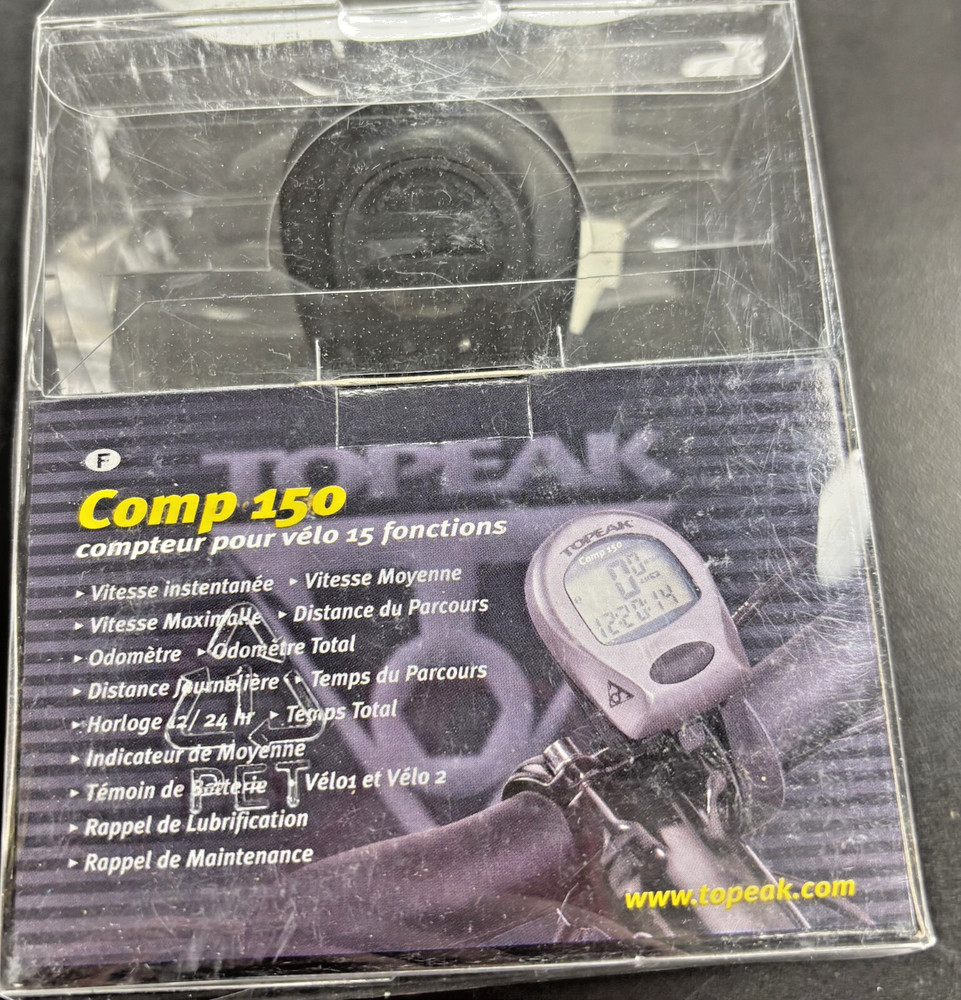 F
TOPEAK
Comp 150
compteur pour vélo 15 fonctions
▸ Vitesse instentanée ▸ Vitesse Moyenne
▸ Vitesse Maximalle ▸ Distance du Parcours
▸ Odomètre ▸ Odomètre Total
▸ Distance journalière ▸ Temps du Parcours
▸ Horloge 12/ 24 hr ▸ Temps Total
▸ Indicateur de Moyenne
▸ Témoin de Batterie ▸ Vélo1 et Vélo 2
▸ Rappel de Lubrification
▸ Rappel de Maintenance
PET
TOPEAK
Comp 150
www.topeak.com